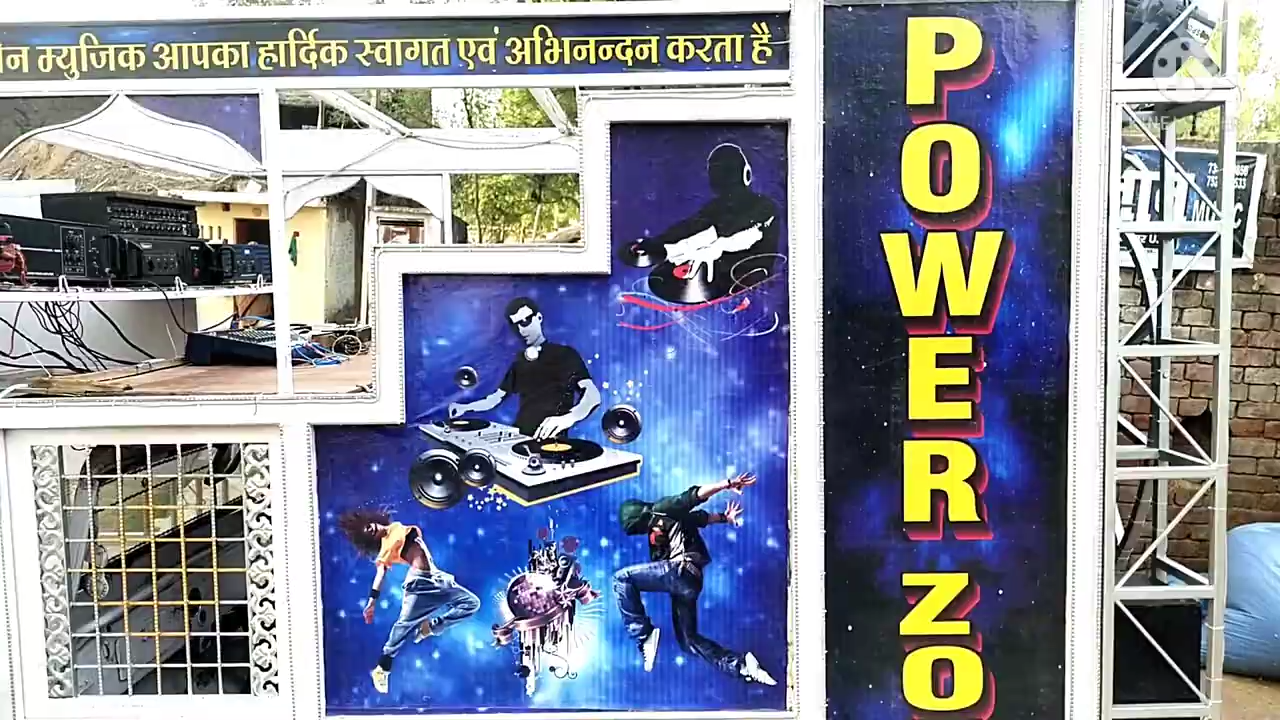 म्युजिक आपका हार्दिक स्वागत एवं अभिनन्दन करता है
POWER ZO